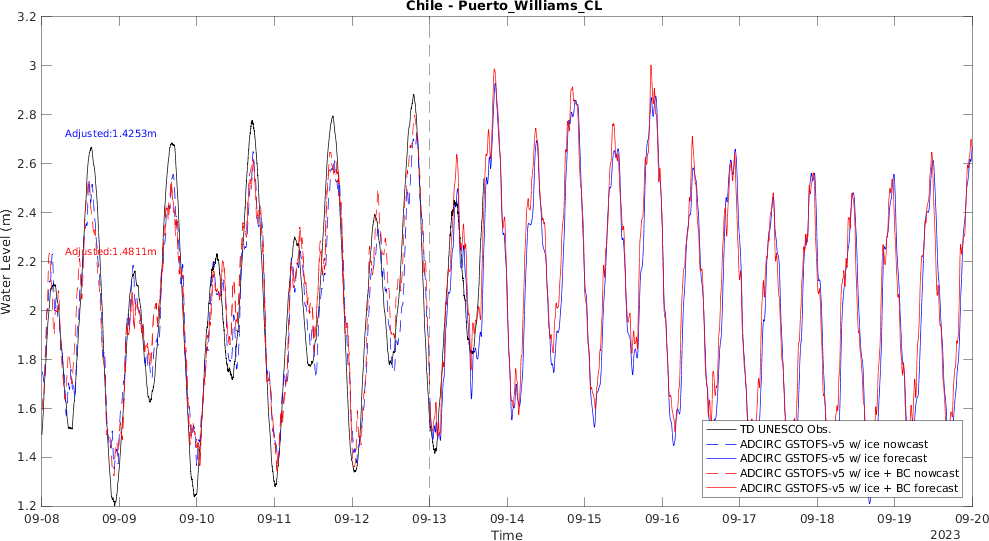 Chile - Puerto_Williams_CL
3.2
3
2.8
2.6
2.4
2.2
2
1.8
1.6
1.4
1.2
Water Level (m)
Adjusted:1.4253m
Adjusted:1.4811m
TD UNESCO Obs.
ADCIRC GSTOFS-v5 w/ ice nowcast
ADCIRC GSTOFS-v5 w/ ice forecast
ADCIRC GSTOFS-v5 w/ ice + BC nowcast
ADCIRC GSTOFS-v5 w/ ice + BC forecast
09-08 09-09 09-10 09-11 09-12 09-13 09-14 09-15 09-16 09-17 09-18 09-19 09-20
Time
2023